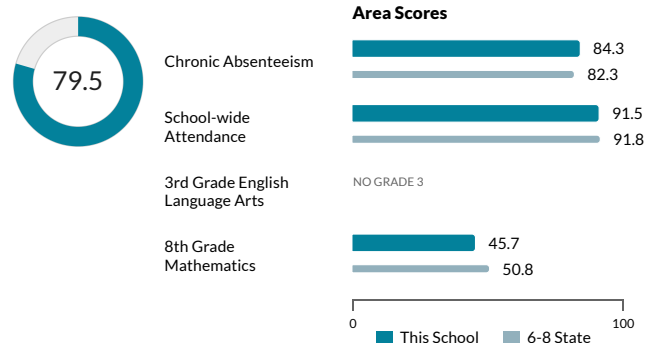 Area Scores
79.5
Chronic Absenteeism
84.3
82.3
School-wide
Attendance
91.5
91.8
3rd Grade English
Language Arts
NO GRADE 3
8th Grade
Mathematics
45.7
50.8
0
100
This School
6-8 State